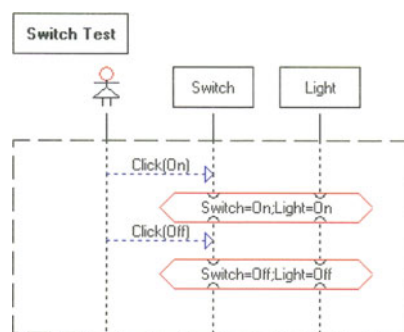 Switch Test
Switch Light
Click(On)
Switch=On;Light=On
Click(Off)
Switch=Off;Light=Off